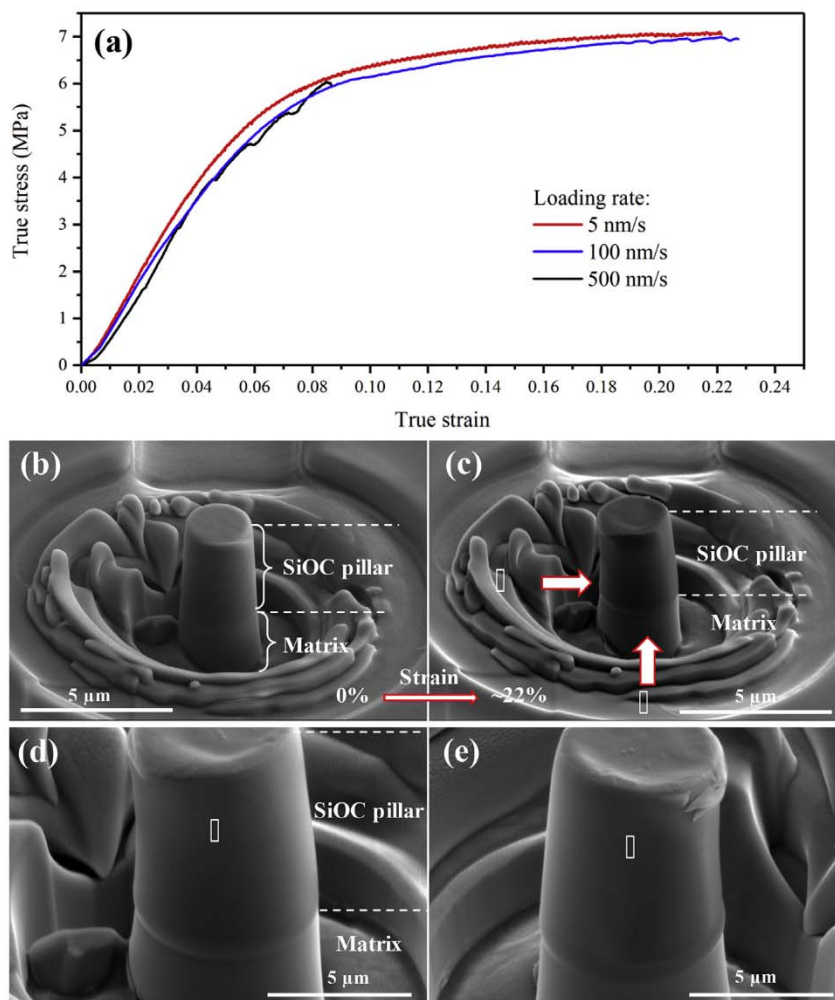 (a)
7
6
5
4
3
2
1
0
True stress (MPa)
Loading rate:
5 nm/s
100 nm/s
500 nm/s
0.00 0.02 0.04 0.06 0.08 0.10 0.12 0.14 0.16 0.18 0.20 0.22 0.24
True strain
(b)
SiOC pillar
Matrix
5 µm
0%
Strain
~22%
(c)
SiOC pillar
Matrix
5 µm
(d)
SiOC pillar
Matrix
5 µm
(e)
5 µm